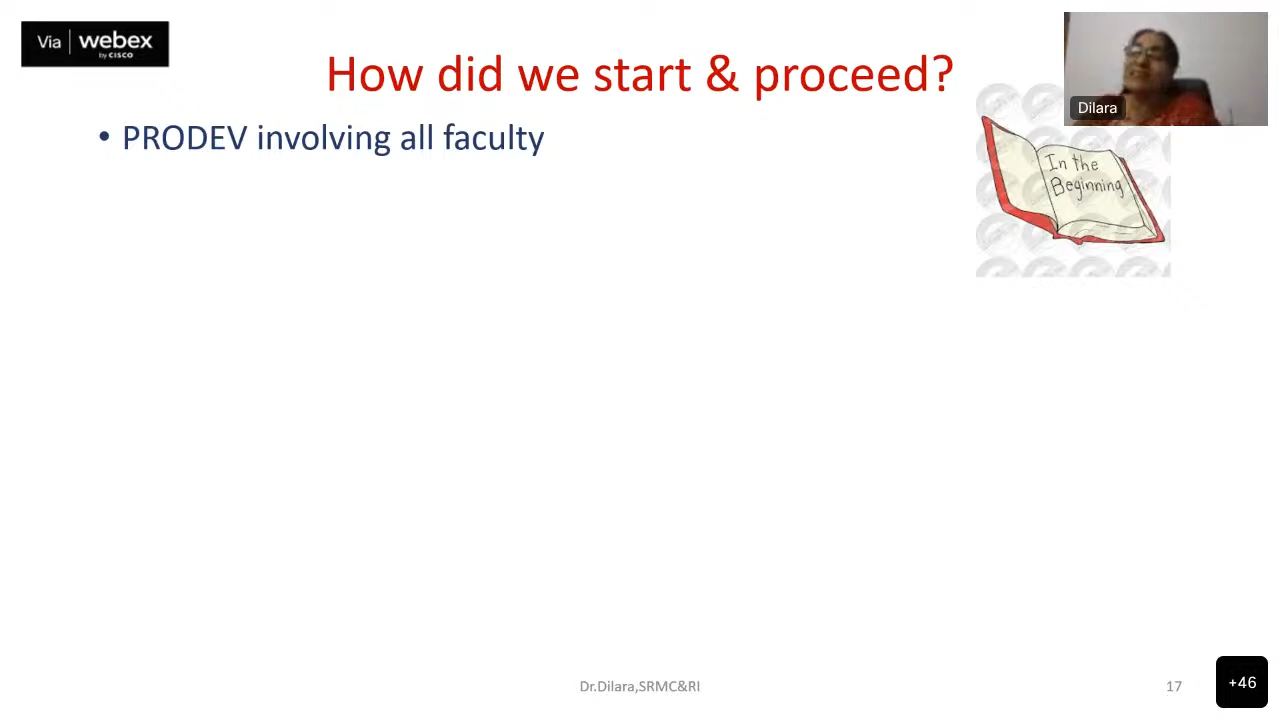 Via webex
by CISCO
How did we start & proceed?
Dilara
• PRODEV involving all faculty
In the
Beginning
Dr.Dilara,SRMC&RI
17
+46